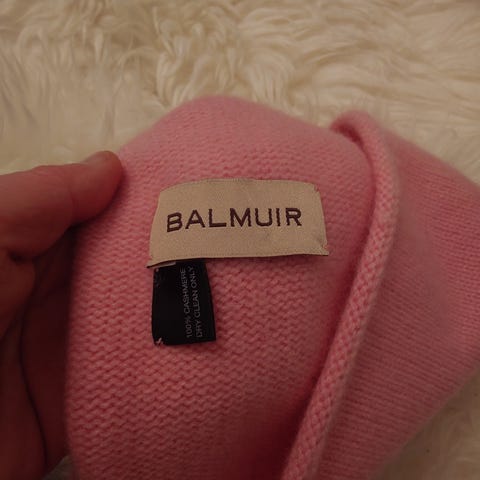 BALMUIR
100% CASHMERE
DRY CLEAN ONLY